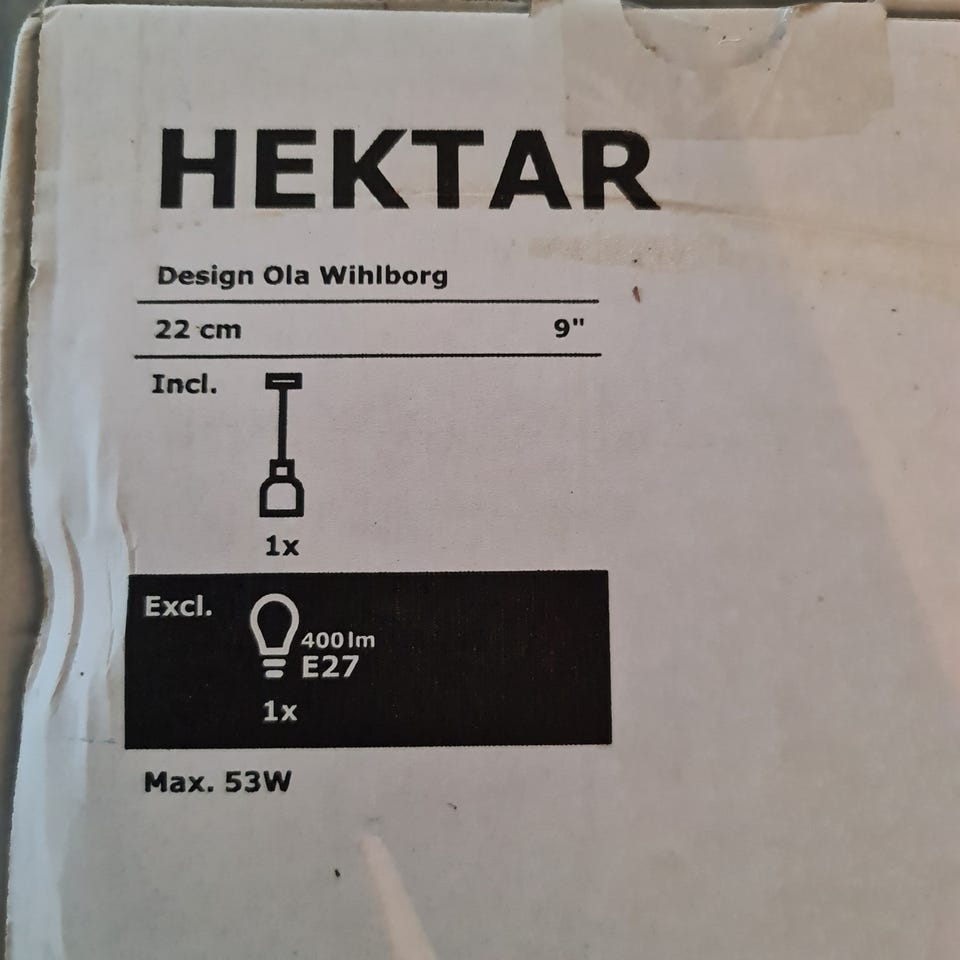 HEKTAR
Design Ola Wihlborg
22 cm 9"
Incl.
1x
Excl.
400lm
E27
1x
Max. 53W